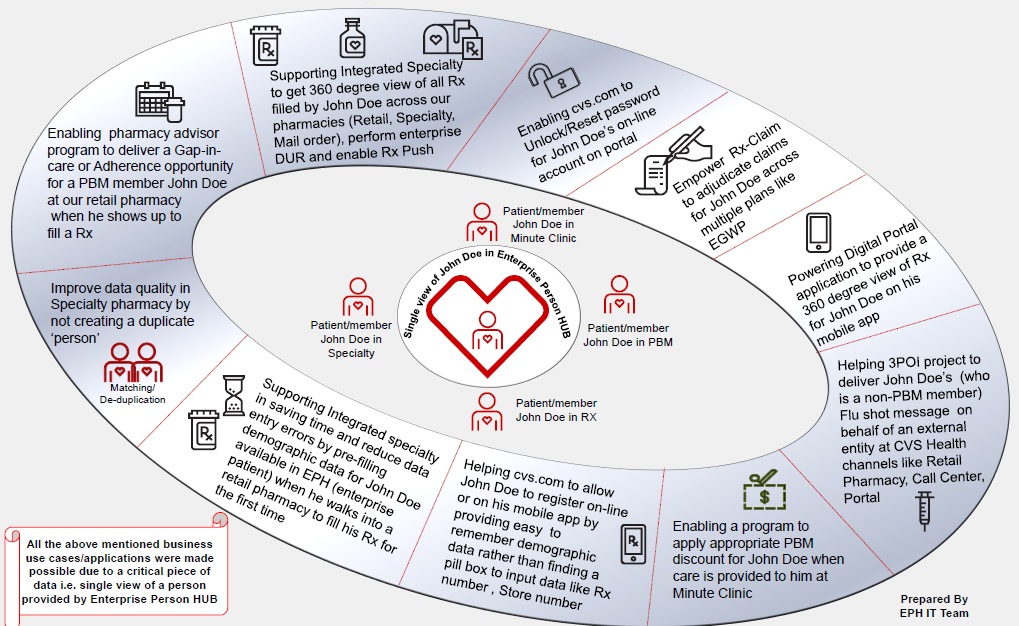 Enabling pharmacy advisor
program to deliver a Gap-in-
care or Adherence opportunity
for a PBM member John Doe
at our retail pharmacy
when he shows up to
fill a Rx
Rx
Rx
Supporting Integrated Specialty
to get 360 degree view of all Rx
filled by John Doe across our
pharmacies (Retail, Specialty,
Mail order), perform enterprise
DUR and enable Rx Push
Enabling cvs.com to
Unlock/Reset password
for John Doe's on-line
account on portal
Empower Rx-Claim
to adjudicate claims
for John Doe across
multiple plans like
EGWP
Powering Digital Portal
application to provide a
360 degree view of Rx
for John Doe on his
mobile app
Helping 3POi project to
deliver John Doe's (who
is a non-PBM member)
Flu shot message on
behalf of an external
entity at CVS Health
channels like Retail
Pharmacy, Call Center,
Portal
$
Enabling a program to
apply appropriate PBM
discount for John Doe when
care is provided to him at
Minute Clinic
Helping cvs.com to allow
John Doe to register on-line
or on his mobile app by
providing easy to
remember demographic
data rather than finding a
pill box to input data like Rx
number , Store number
Rx
Supporting Integrated specialty
in saving time and reduce data
entry errors by pre-filling
demographic data for John Doe
available in EPH (enterprise
patient) when he walks into a
retail pharmacy to fill his Rx for
the first time
Rx
Improve data quality in
Specialty pharmacy by
not creating a duplicate
'person'
Matching/
De-duplication
Patient/member
John Doe in
Minute Clinic
Patient/member
John Doe in
Specialty
Single view of John Doe in Enterprise Person HUB
Patient/member
John Doe in PBM
Patient/member
John Doe in RX
All the above mentioned business
use cases/applications were made
possible due to a critical piece of
data i.e. single view of a person
provided by Enterprise Person HUB
Prepared By
EPH IT Team